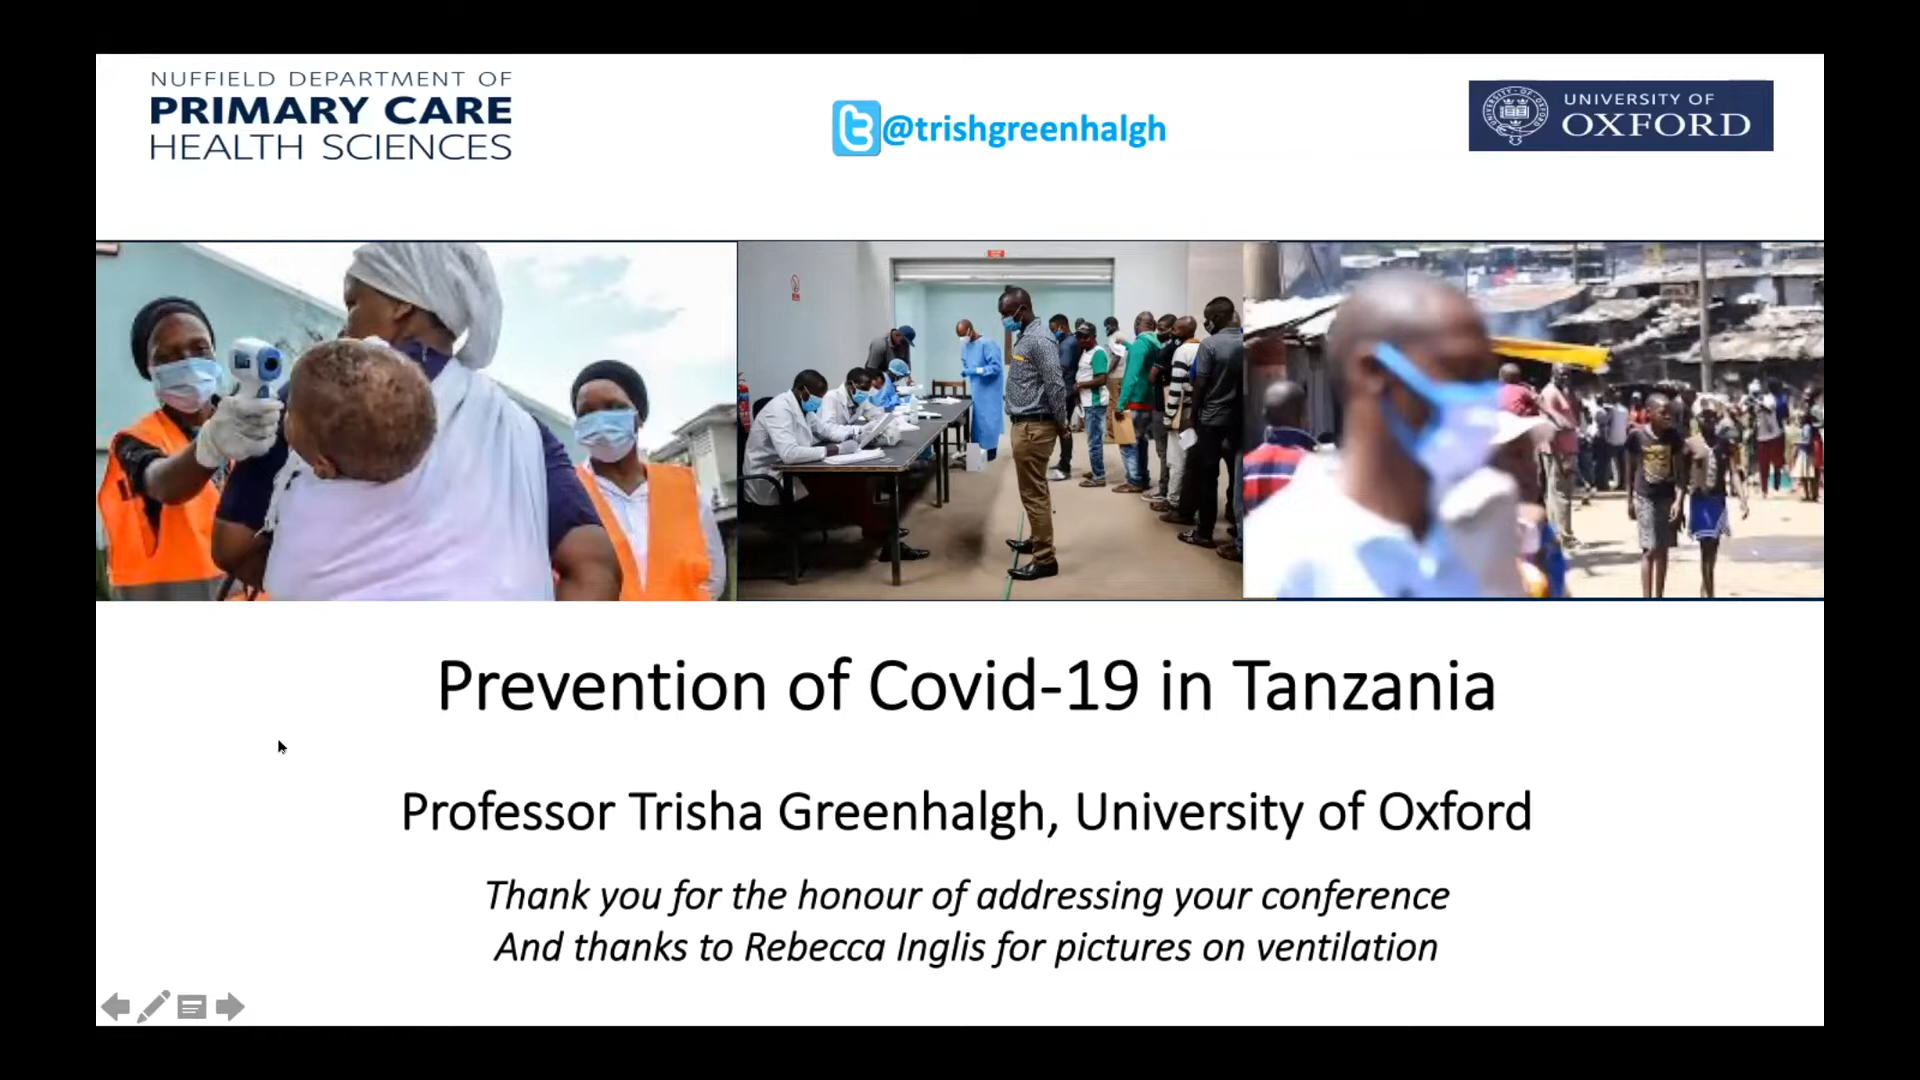 NUFFIELD DEPARTMENT OF
PRIMARY CARE
HEALTH SCIENCES
@trishgreenhalgh
UNIVERSITY OF
OXFORD
Prevention of Covid-19 in Tanzania
Professor Trisha Greenhalgh, University of Oxford
Thank you for the honour of addressing your conference
And thanks to Rebecca Inglis for pictures on ventilation